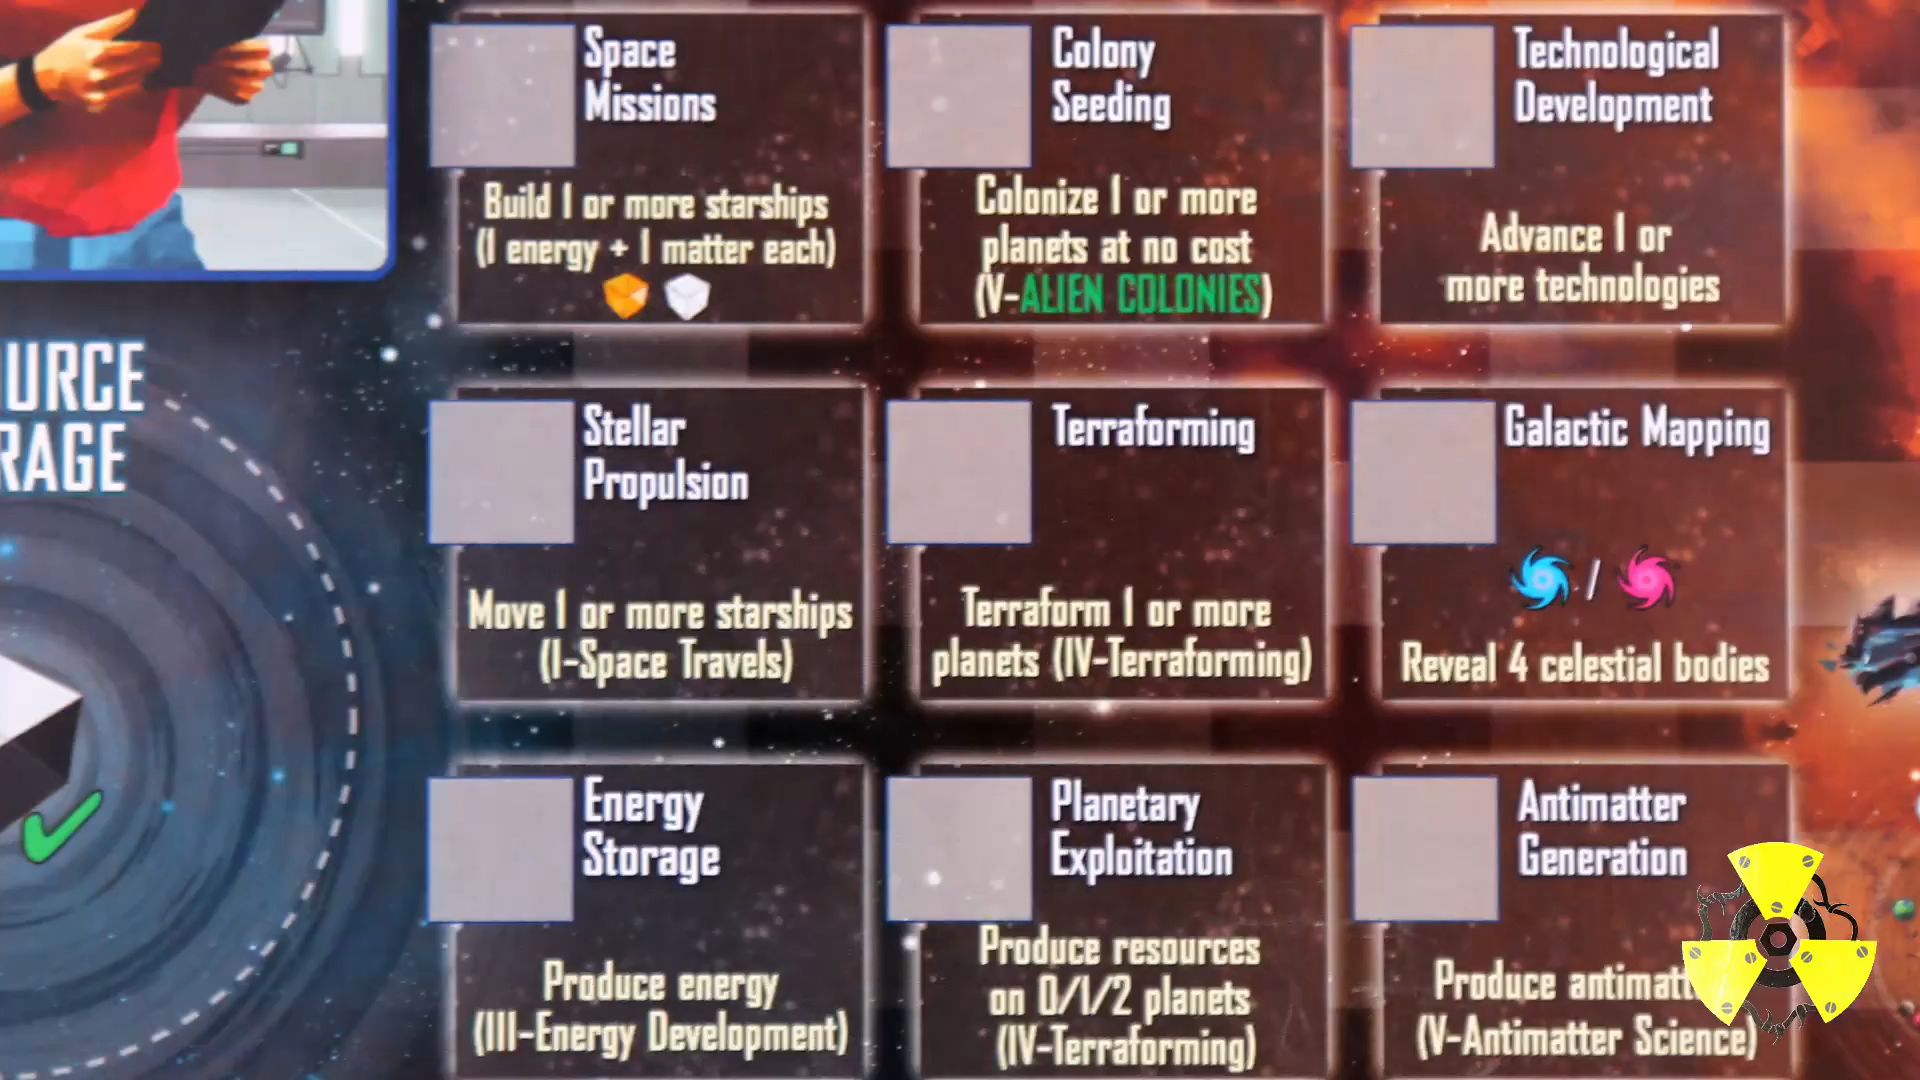 Space
Missions
Build 1 or more starships
(1 energy + 1 matter each)
Colony
Seeding
Colonize 1 or more
planets at no cost
(V-ALIEN COLONIES)
Technological
Development
Advance 1 or
more technologies
URCE
RAGE
Stellar
Propulsion
Move 1 or more starships
(I-Space Travels)
Terraforming
Terraform 1 or more
planets (IV-Terraforming)
Galactic Mapping
/
Reveal 4 celestial bodies
Energy
Storage
Produce energy
(III-Energy Development)
Planetary
Exploitation
Produce resources
on 0/1/2 planets
(IV-Terraforming)
Antimatter
Generation
Produce antimatt
(V-Antimatter Science)